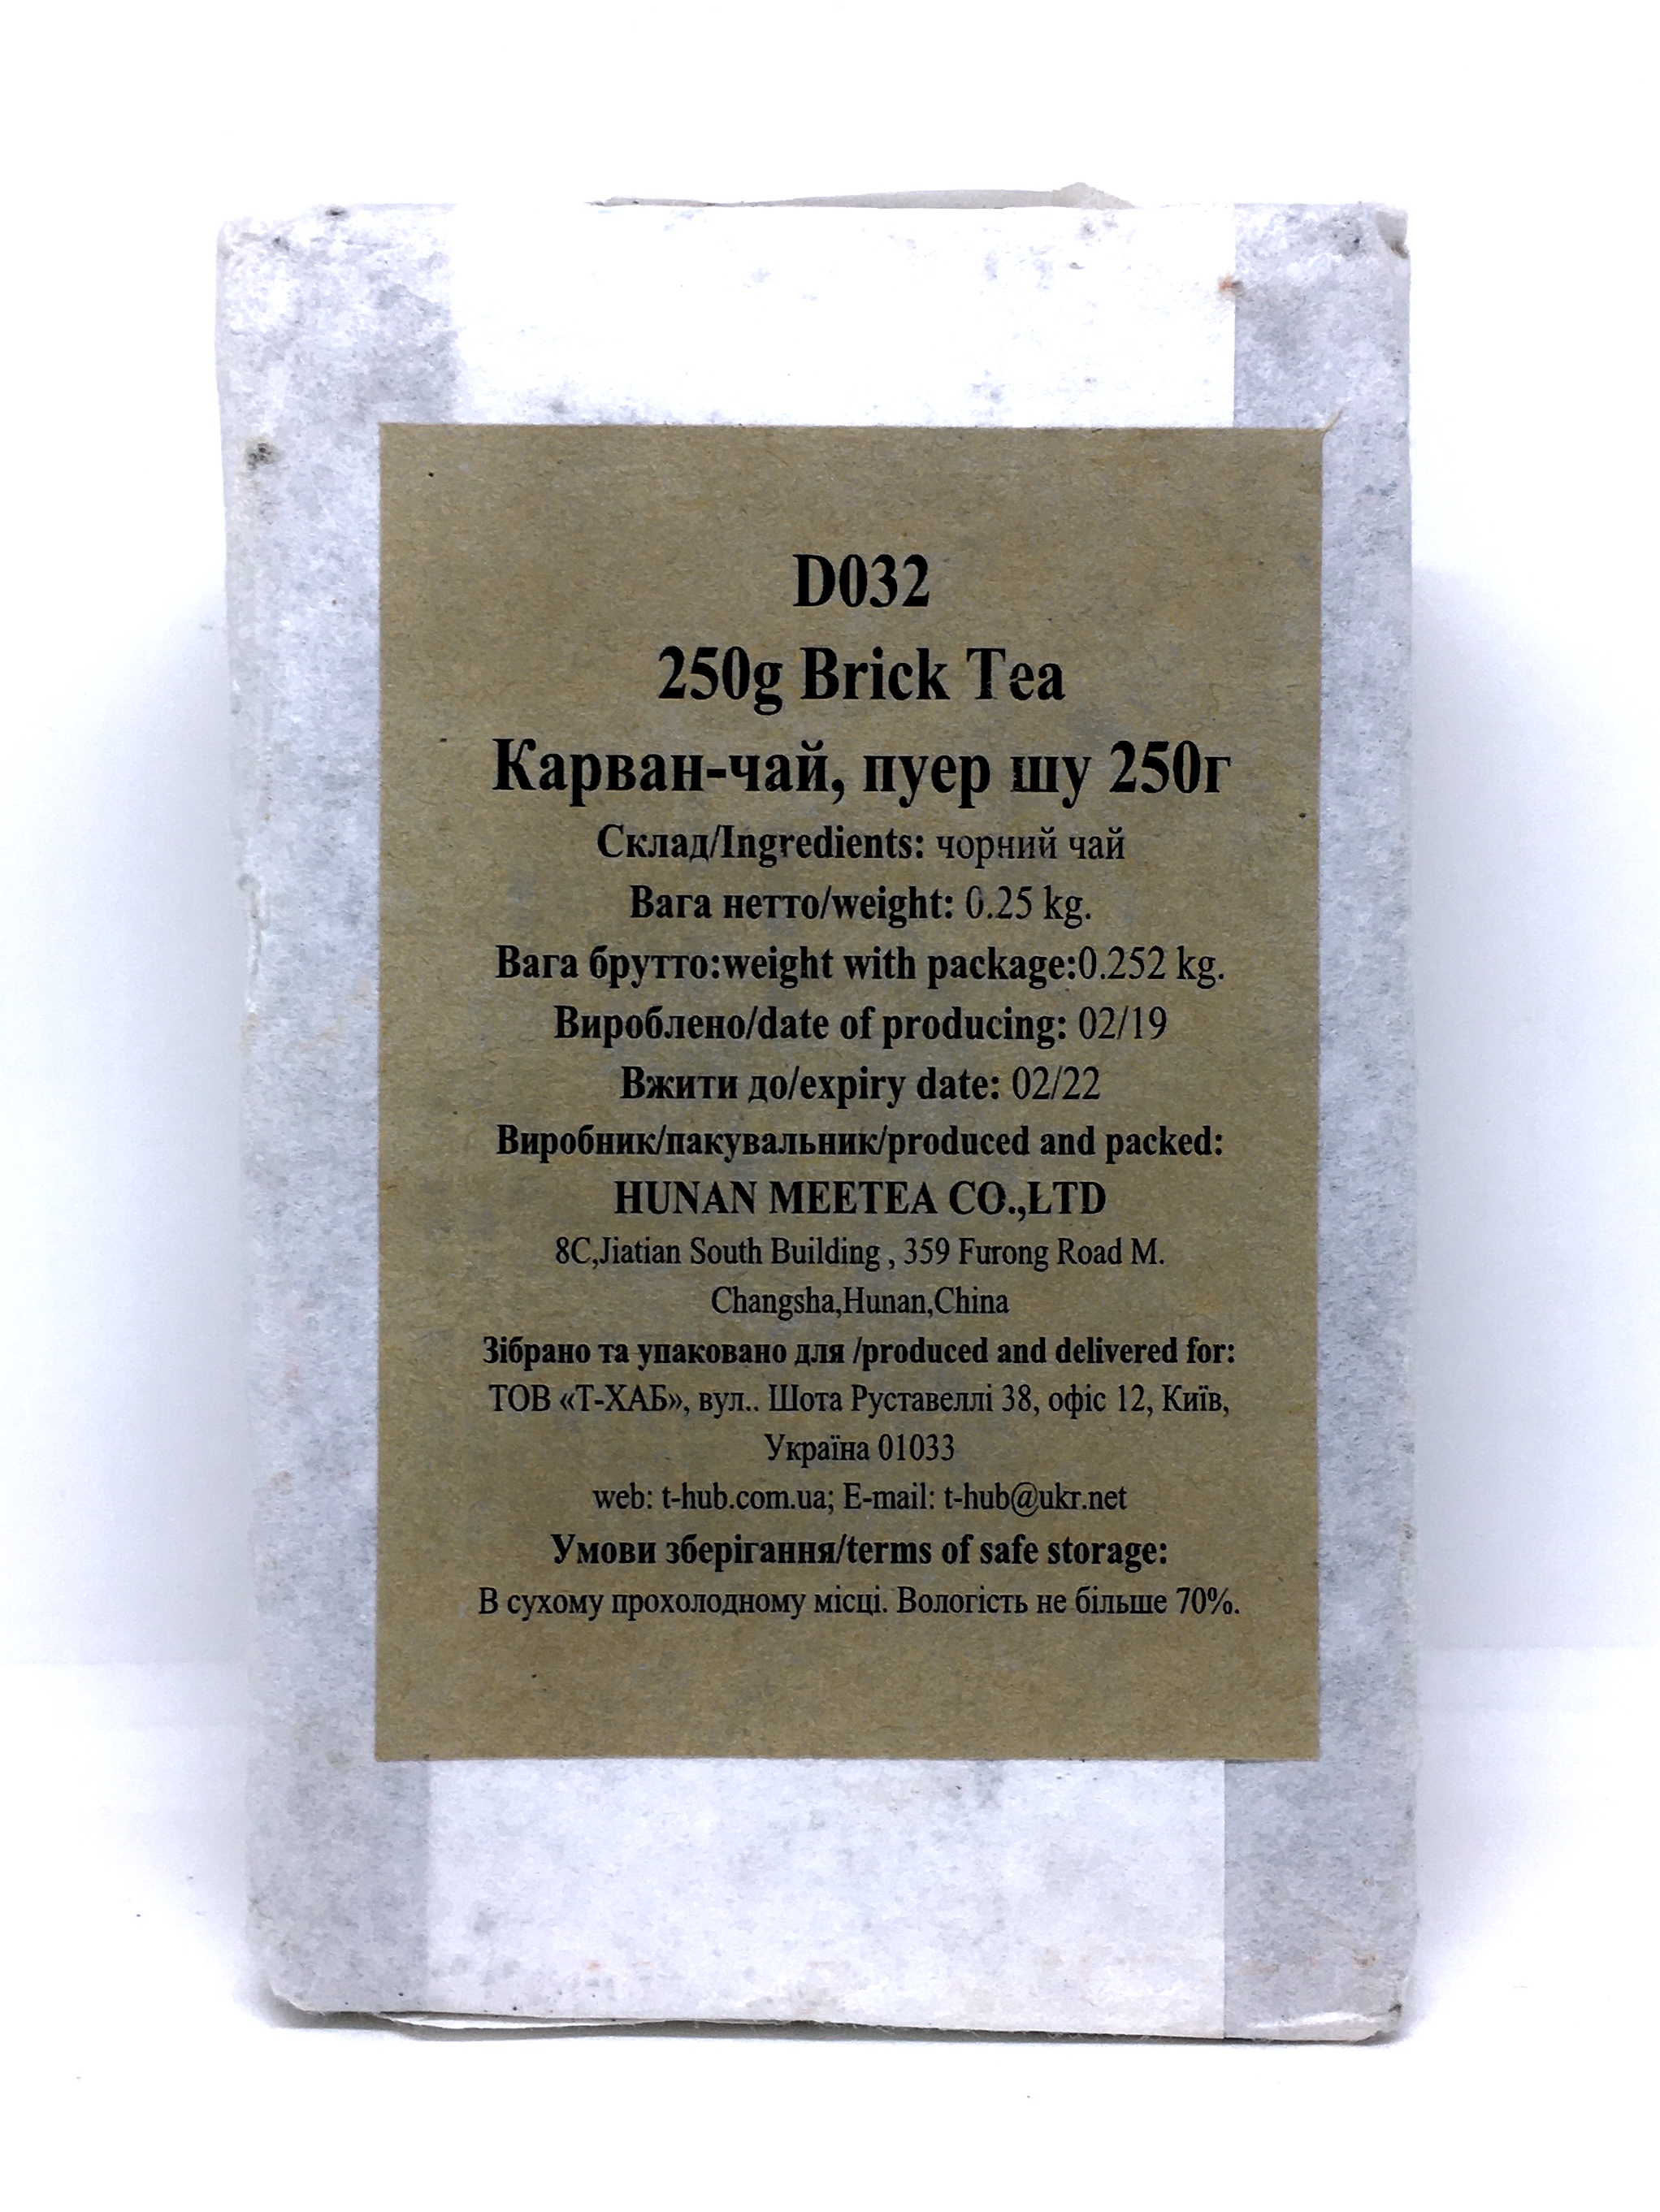 D032
250g Brick Tea
Карван-чай, пуер шу 250г
Склад/Ingredients: чорний чай
Вага нетто/weight: 0.25 kg.
Вага брутто:weight with package:0.252 kg.
Вироблено/date of producing: 02/19
Вжити до/expiry date: 02/22
Виробник/пакувальник/produced and packed:
HUNAN MEETEA CO.,LTD
8C,Jiatian South Building , 359 Furong Road M.
Changsha,Hunan,China
Зібрано та упаковано для /produced and delivered for:
ТОВ «Т-ХАБ», вул.. Шота Руставеллі 38, офіс 12, Київ,
Україна 01033
web: t-hub.com.ua; E-mail: t-hub@ukr.net
Умови зберігання/terms of safe storage:
В сухому прохолодному місці. Вологість не більше 70%.